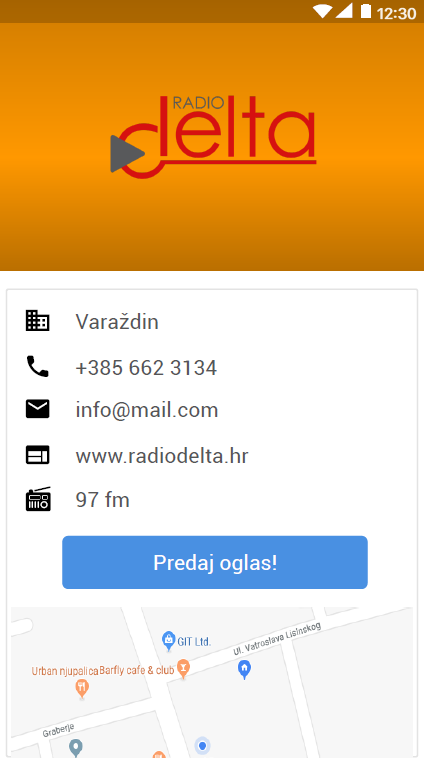 12:30
RADIO
delta
Varaždin
+385 662 3134
info@mail.com
www.radiodelta.hr
97 fm
Predaj oglas!
GIT Ltd.
Ul. Vatroslava Lisinskog
Urban njupalica
Barfly cafe & club
Graberje